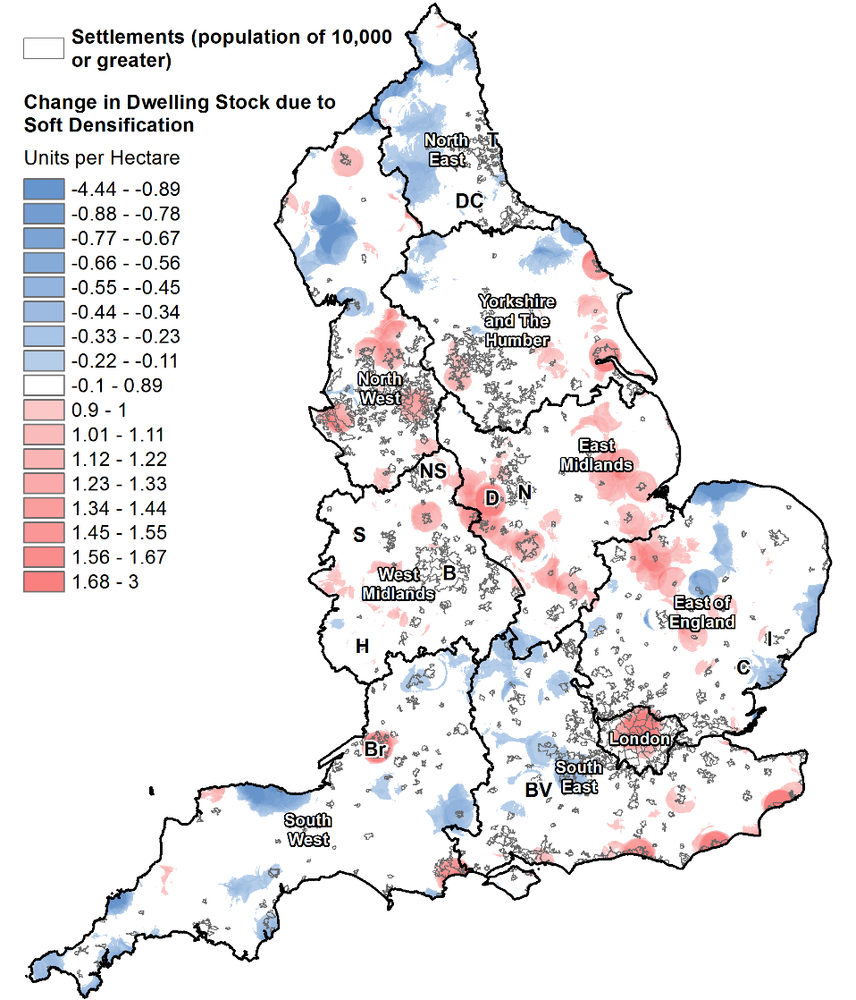 Settlements (population of 10,000
or greater)
Change in Dwelling Stock due to
Soft Densification
Units per Hectare
-4.44 - -0.89
-0.88 - -0.78
-0.77 - -0.67
-0.66 - -0.56
-0.55 - -0.45
-0.44 - -0.34
-0.33 - -0.23
-0.22 - -0.11
-0.1 - 0.89
0.9 - 1
1.01 - 1.11
1.12 - 1.22
1.23 - 1.33
1.34 - 1.44
1.45 - 1.55
1.56 - 1.67
1.68 - 3
North
East
T
DC
Yorkshire
and The
Humber
North
West
East
Midlands
NS
D
N
S
B
West
Midlands
H
East of
England
I
C
London
Br
South
East
BV
South
West